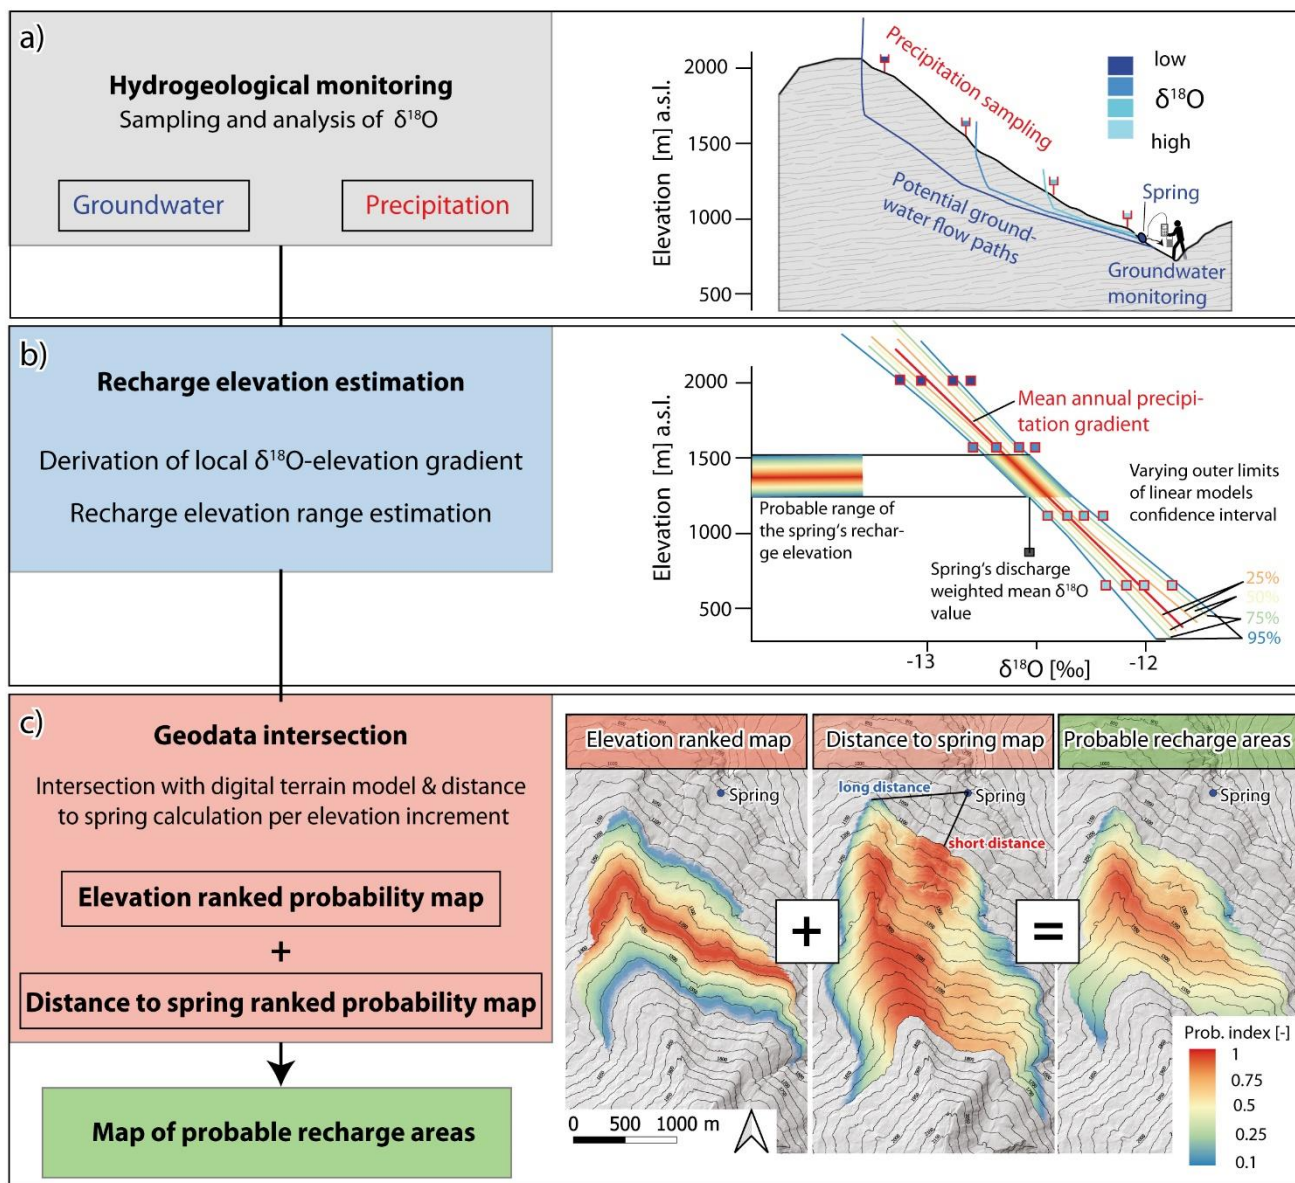 a)
Hydrogeological monitoring
Sampling and analysis of δ¹⁸O
Groundwater
Precipitation
Elevation [m] a.s.l.
2000
1500
1000
500
Precipitation sampling
Potential ground-
water flow paths
low
δ¹⁸O
high
Spring
Groundwater
monitoring
b)
Recharge elevation estimation
Derivation of local δ¹⁸O-elevation gradient
Recharge elevation range estimation
Elevation [m] a.s.l.
2000
1500
1000
500
Mean annual precipi-
tation gradient
Varying outer limits
of linear models
confidence interval
Probable range of
the spring's rechar-
ge elevation
Spring's discharge
weighted mean δ¹⁸O
value
25%
50%
75%
95%
-13
δ¹⁸O [‰]
-12
c)
Geodata intersection
Intersection with digital terrain model & distance
to spring calculation per elevation increment
Elevation ranked probability map
+
Distance to spring ranked probability map
Map of probable recharge areas
Elevation ranked map
Distance to spring map
Probable recharge areas
Spring
long distance
Spring
short distance
Spring
+
=
0 500 1000 m
Prob. index [-]
1
0.75
0.5
0.25
0.1